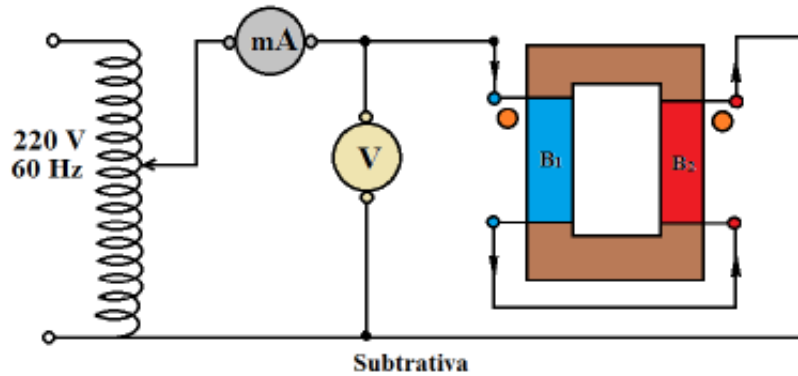 mA
220 V
60 Hz
V
B₁
B₂
Subtrativa